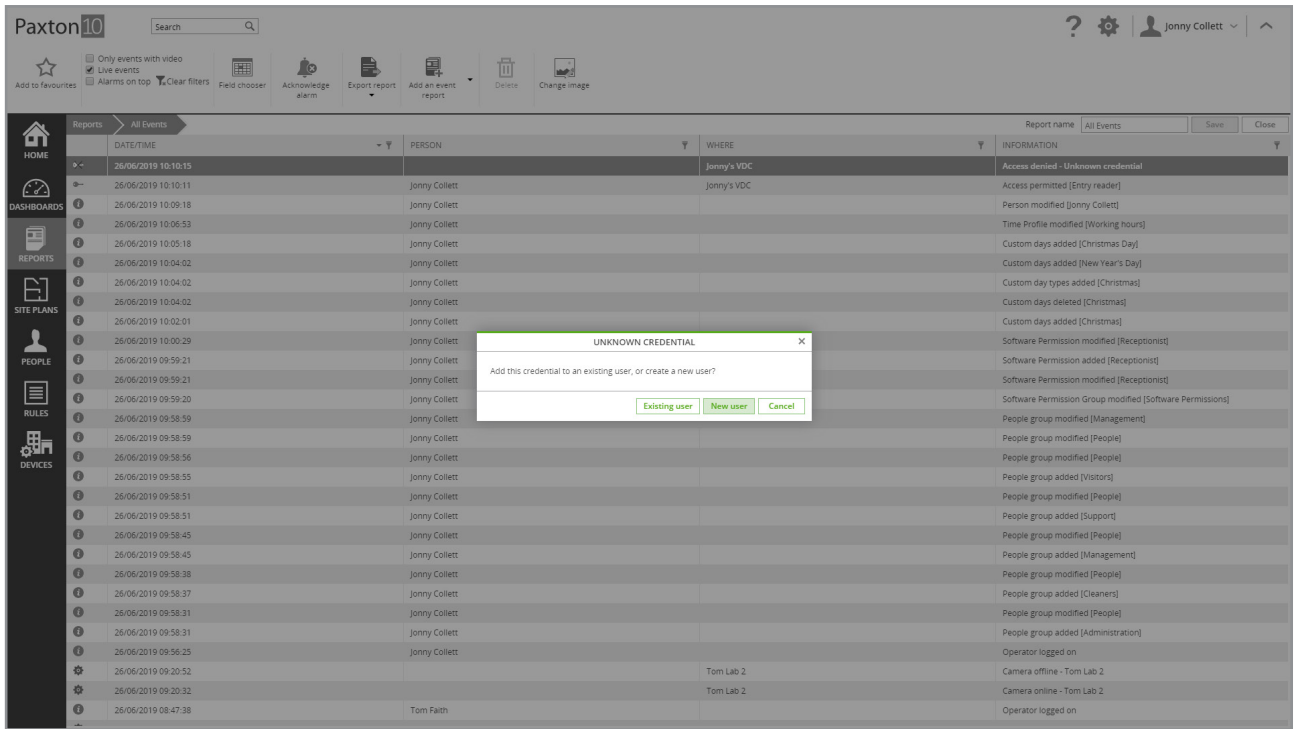 Paxton 10
Search
? Jonny Collett
Add to favourites
Only events with video
Live events
Alarms on top Clear filters
Field chooser
Acknowledge alarm
Export report
Add an event report
Delete
Change image
Reports All Events Report name All Events Save Close
DATE/TIME PERSON WHERE INFORMATION
26/06/2019 10:10:15 Jonny's VDC Access denied - Unknown credential
26/06/2019 10:10:11 Jonny Collett Jonny's VDC Access permitted [Entry reader]
26/06/2019 10:09:18 Jonny Collett Person modified [Jonny Collett]
26/06/2019 10:06:53 Jonny Collett Time Profile modified [Working hours]
26/06/2019 10:05:18 Jonny Collett Custom days added [Christmas Day]
26/06/2019 10:04:02 Jonny Collett Custom days added [New Year's Day]
26/06/2019 10:04:02 Jonny Collett Custom day types added [Christmas]
26/06/2019 10:04:02 Jonny Collett Custom days deleted [Christmas]
26/06/2019 10:02:01 Jonny Collett Custom days added [Christmas]
26/06/2019 10:00:29 Jonny Collett Software Permission modified [Receptionist]
26/06/2019 09:59:21 Jonny Collett Software Permission added [Receptionist]
26/06/2019 09:59:21 Jonny Collett Software Permission modified [Receptionist]
26/06/2019 09:59:20 Jonny Collett Software Permission Group modified [Software Permissions]
26/06/2019 09:58:59 Jonny Collett People group modified [Management]
26/06/2019 09:58:59 Jonny Collett People group modified [People]
26/06/2019 09:58:56 Jonny Collett People group modified [People]
26/06/2019 09:58:55 Jonny Collett People group added [Visitors]
26/06/2019 09:58:51 Jonny Collett People group modified [People]
26/06/2019 09:58:51 Jonny Collett People group added [Support]
26/06/2019 09:58:45 Jonny Collett People group modified [People]
26/06/2019 09:58:45 Jonny Collett People group added [Management]
26/06/2019 09:58:38 Jonny Collett People group modified [People]
26/06/2019 09:58:37 Jonny Collett People group added [Cleaners]
26/06/2019 09:58:31 Jonny Collett People group modified [People]
26/06/2019 09:58:31 Jonny Collett People group added [Administration]
26/06/2019 09:56:25 Jonny Collett Operator logged on
26/06/2019 09:20:52 Tom Lab 2 Camera offline - Tom Lab 2
26/06/2019 09:20:32 Tom Lab 2 Camera online - Tom Lab 2
26/06/2019 08:47:38 Tom Faith Operator logged on
HOME
DASHBOARDS
REPORTS
SITE PLANS
PEOPLE
RULES
DEVICES
UNKNOWN CREDENTIAL
Add this credential to an existing user, or create a new user?
Existing user New user Cancel